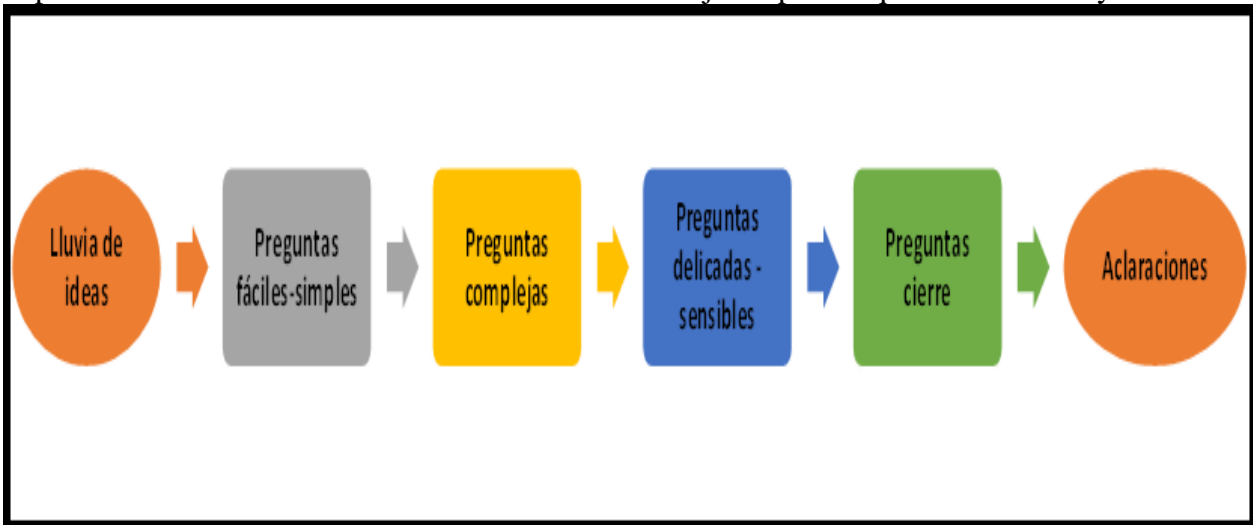 Lluvia de
ideas
Preguntas
fáciles-simples
Preguntas
complejas
Preguntas
delicadas -
sensibles
Preguntas
cierre
Aclaraciones